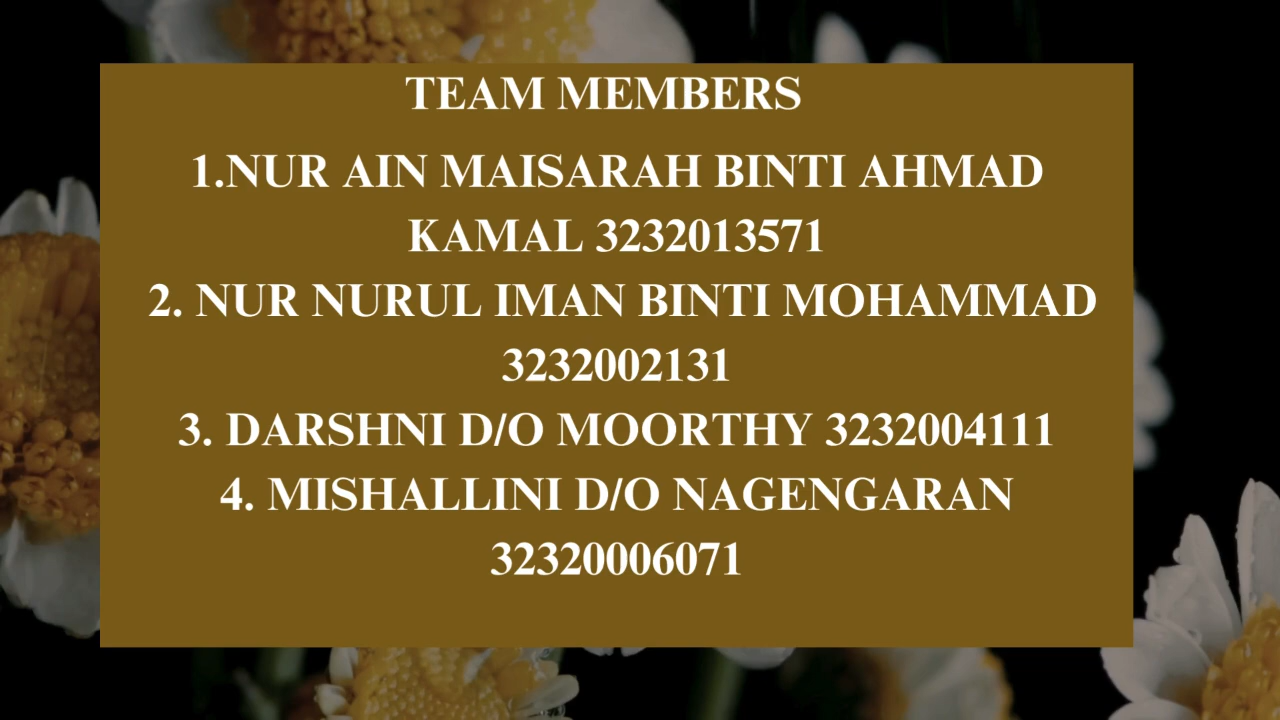 TEAM MEMBERS
1.NUR AIN MAISARAH BINTI AHMAD
KAMAL 3232013571
2. NUR NURUL IMAN BINTI MOHAMMAD
3232002131
3. DARSHNI D/O MOORTHY 3232004111
4. MISHALLINI D/O NAGENGARAN
32320006071